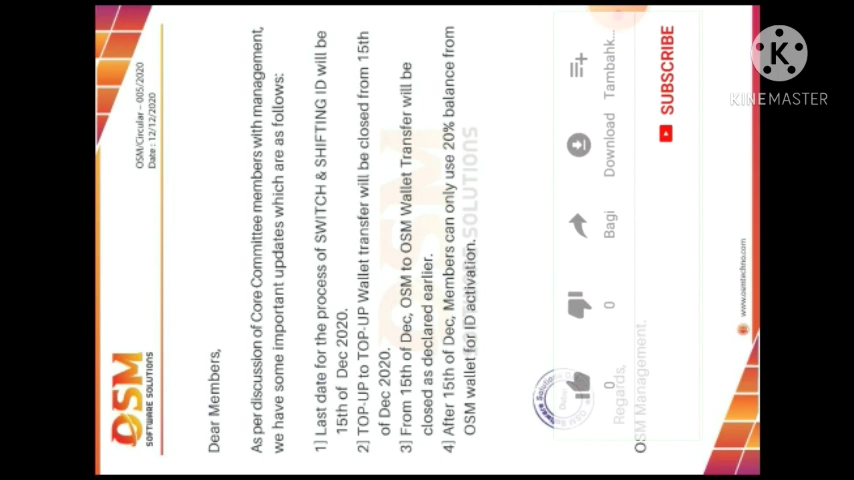 OSM
SOFTWARE SOLUTIONS
OSM/Circular – 005/2020
Date : 12/12/2020
Dear Members,
As per discussion of Core Committee members with management,
we have some important updates which are as follows:
1] Last date for the process of SWITCH & SHIFTING ID will be
15th of Dec 2020.
2] TOP-UP to TOP-UP Wallet transfer will be closed from 15th
of Dec 2020.
3] From 15th of Dec, OSM to OSM Wallet Transfer will be
closed as declared earlier.
4] After 15th of Dec, Members can only use 20% balance from
OSM wallet for ID activation.
OSM
SOLUTIONS
0
0
Bagi
Download
Tambahk...
Regards,
OSM Management.
SUBSCRIBE
www.osmtechno.com
K
KINEMASTER